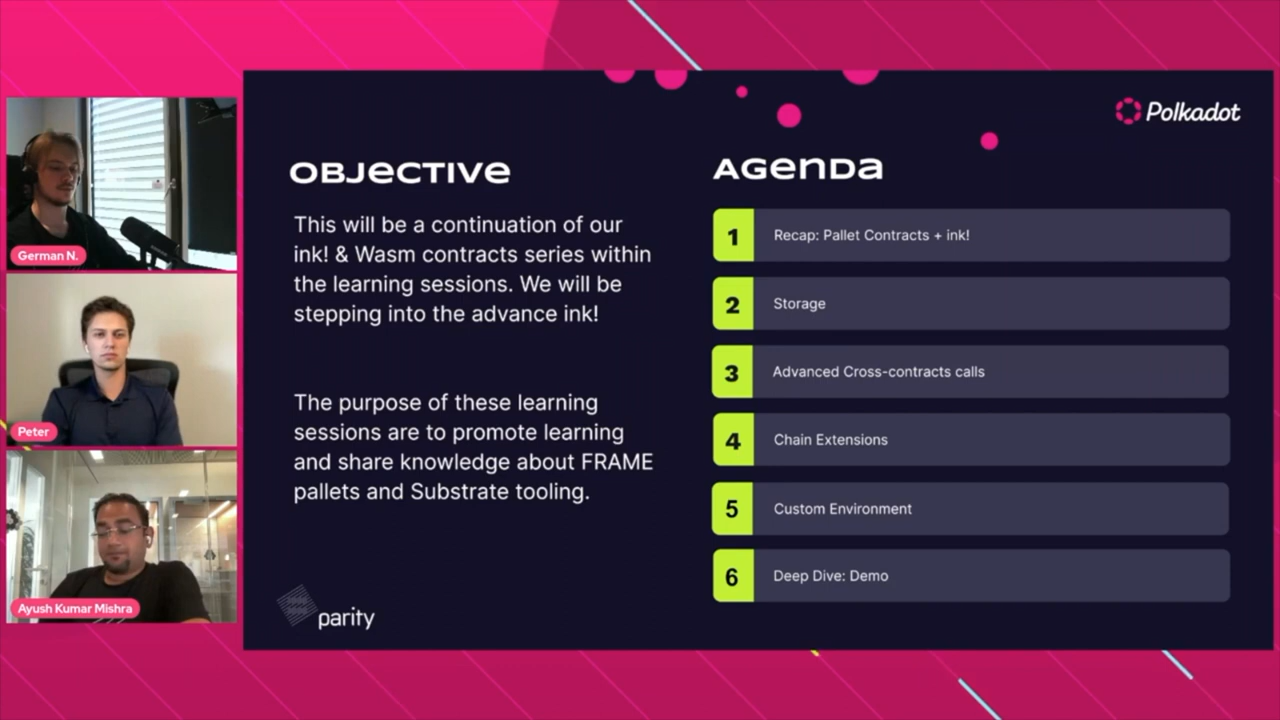 German N.
Peter
Ayush Kumar Mishra
OBJECTIVE
This will be a continuation of our
ink! & Wasm contracts series within
the learning sessions. We will be
stepping into the advance ink!
The purpose of these learning
sessions are to promote learning
and share knowledge about FRAME
pallets and Substrate tooling.
parity
Polkadot
AGENDA
1 Recap: Pallet Contracts + ink!
2 Storage
3 Advanced Cross-contracts calls
4 Chain Extensions
5 Custom Environment
6 Deep Dive: Demo